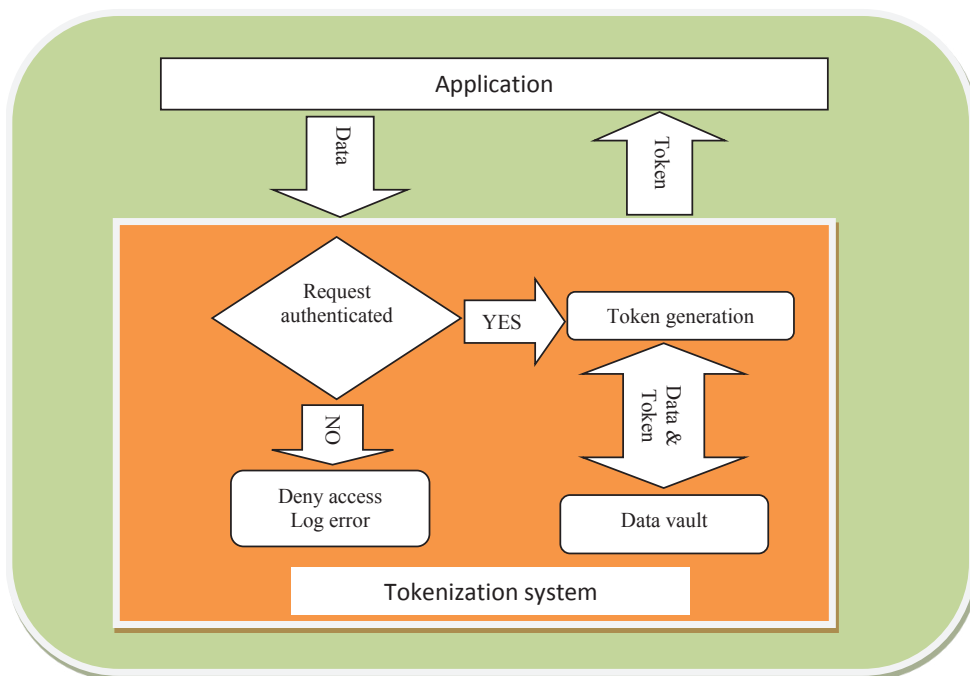 Application
Data
Token
Request
authenticated
YES
Token generation
NO
Data &
Token
Deny access
Log error
Data vault
Tokenization system